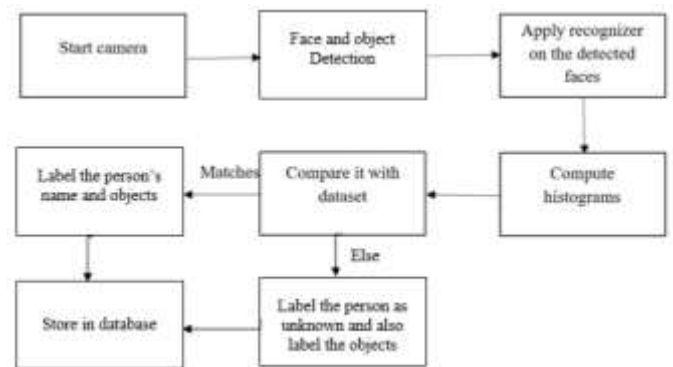 Start camera
Face and object
Detection
Apply recognizer
on the detected
faces
Compute
histograms
Compare it with
dataset
Matches
Label the person's
name and objects
Else
Label the person as
unknown and also
label the objects
Store in database